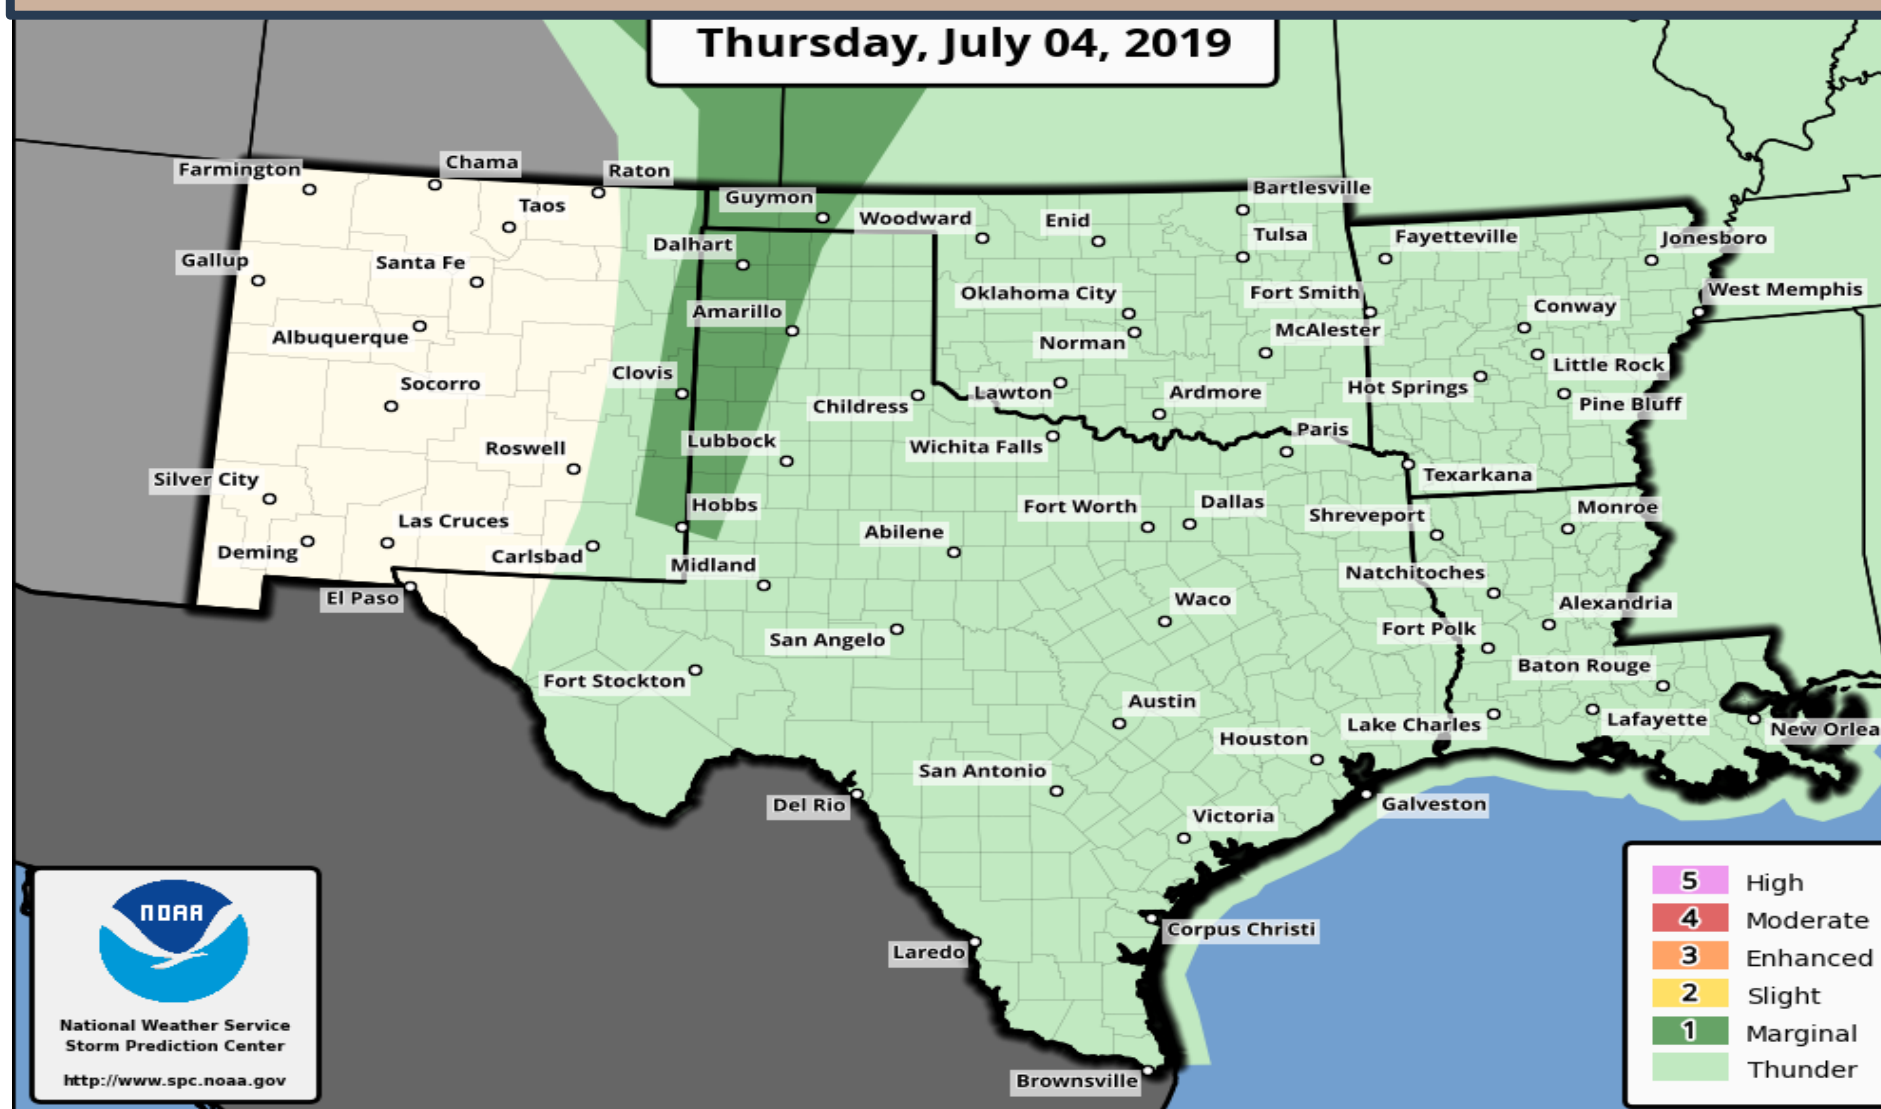 Thursday, July 04, 2019
Farmington
Chama
Raton
Taos
Guymon
Bartlesville
Woodward
Enid
Tulsa
Fayetteville
Jonesboro
Dalhart
Gallup
Santa Fe
Oklahoma City
Fort Smith
West Memphis
Amarillo
Conway
Albuquerque
Norman
McAlester
Little Rock
Clovis
Socorro
Childress
Lawton
Ardmore
Hot Springs
Pine Bluff
Lubbock
Roswell
Wichita Falls
Paris
Texarkana
Silver City
Hobbs
Fort Worth
Dallas
Shreveport
Monroe
Las Cruces
Abilene
Deming
Carlsbad
Midland
Natchitoches
El Paso
Waco
Alexandria
San Angelo
Fort Polk
Fort Stockton
Baton Rouge
Austin
Lake Charles
Lafayette
New Orlea
Houston
San Antonio
Del Rio
Galveston
Victoria
Corpus Christi
Laredo
Brownsville
NOAA
National Weather Service
Storm Prediction Center
http://www.spc.noaa.gov
5 High
4 Moderate
3 Enhanced
2 Slight
1 Marginal
Thunder